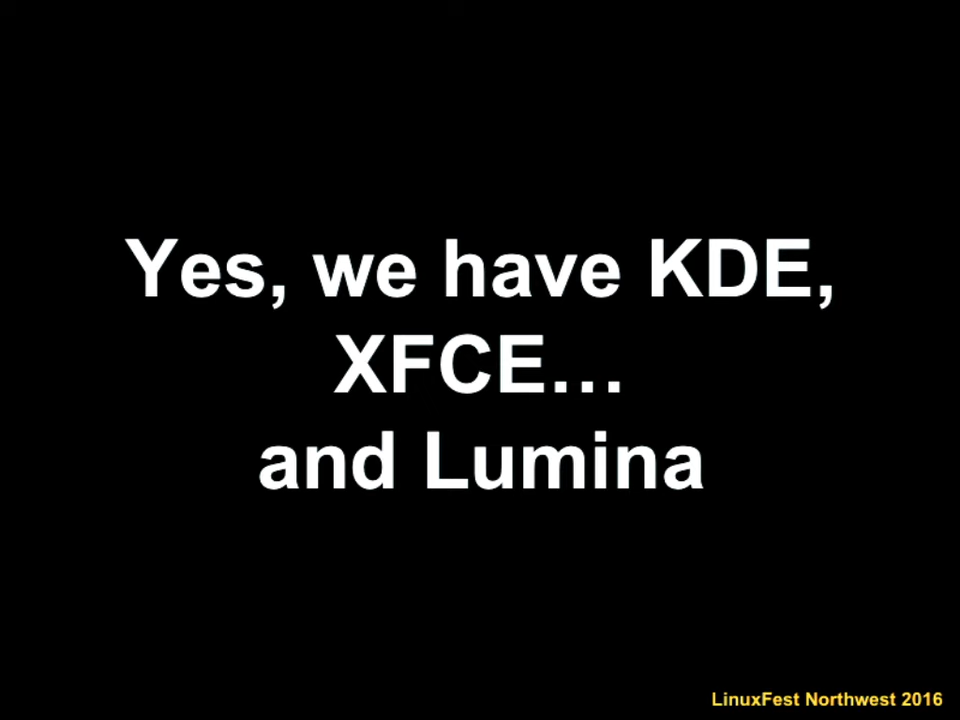 Yes, we have KDE,
XFCE…
and Lumina
LinuxFest Northwest 2016